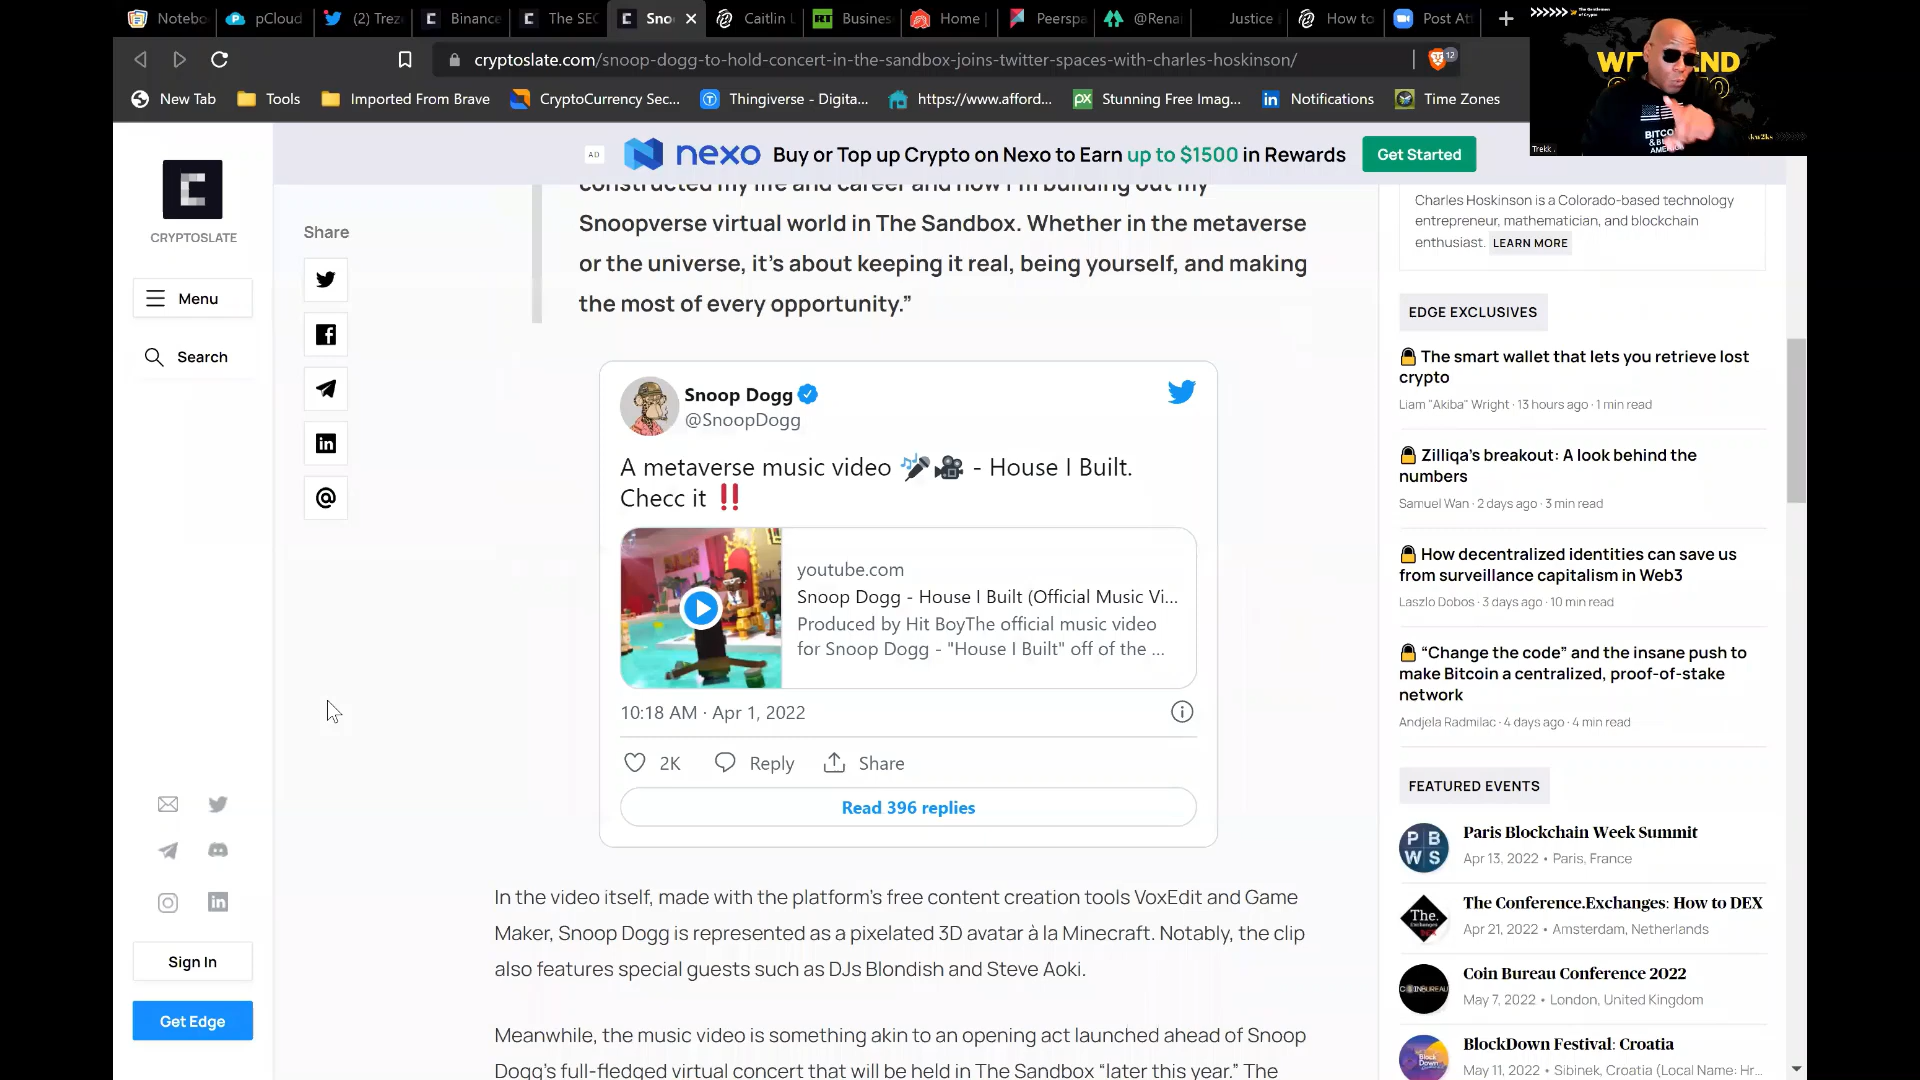 Notebo
pCloud
(2) Treze
Binance
The SEC
Snoo
Caitlin L
Busines
Home
Peerspa
@Renai
Justice
How to
Post Att
cryptoslate.com/snoop-dogg-to-hold-concert-in-the-sandbox-joins-twitter-spaces-with-charles-hoskinson/
12
New Tab
Tools
Imported From Brave
CryptoCurrency Sec...
Thingiverse - Digita...
https://www.afford...
Stunning Free Imag...
Notifications
Time Zones
BITCO
AMERICA
Trekk
CRYPTOSLATE
Menu
Search
Sign In
Get Edge
AD
nexo
Buy or Top up Crypto on Nexo to Earn up to $1500 in Rewards
Get Started
Share
constructed my life and career and how I'm building out my
Snoopverse virtual world in The Sandbox. Whether in the metaverse
or the universe, it's about keeping it real, being yourself, and making
the most of every opportunity.”
Snoop Dogg
@SnoopDogg
A metaverse music video 🎤🎥 - House I Built.
Checc it ‼️
youtube.com
Snoop Dogg - House I Built (Official Music Vi...
Produced by Hit BoyThe official music video
for Snoop Dogg - "House I Built" off of the ...
10:18 AM · Apr 1, 2022
2K
Reply
Share
Read 396 replies
In the video itself, made with the platform's free content creation tools VoxEdit and Game
Maker, Snoop Dogg is represented as a pixelated 3D avatar à la Minecraft. Notably, the clip
also features special guests such as DJs Blondish and Steve Aoki.
Meanwhile, the music video is something akin to an opening act launched ahead of Snoop
Dogg's full-fledged virtual concert that will be held in The Sandbox “later this year.” The
Charles Hoskinson is a Colorado-based technology
entrepreneur, mathematician, and blockchain
enthusiast. LEARN MORE
EDGE EXCLUSIVES
The smart wallet that lets you retrieve lost
crypto
Liam "Akiba" Wright · 13 hours ago · 1 min read
Zilliqa's breakout: A look behind the
numbers
Samuel Wan · 2 days ago · 3 min read
How decentralized identities can save us
from surveillance capitalism in Web3
Laszlo Dobos · 3 days ago · 10 min read
“Change the code” and the insane push to
make Bitcoin a centralized, proof-of-stake
network
Andjela Radmilac · 4 days ago · 4 min read
FEATURED EVENTS
PB
WS
Paris Blockchain Week Summit
Apr 13, 2022 • Paris, France
The.
The Conference.Exchanges: How to DEX
Apr 21, 2022 • Amsterdam, Netherlands
COINBUREAU
Coin Bureau Conference 2022
May 7, 2022 • London, United Kingdom
BlockDown Festival: Croatia
May 11, 2022 • Sibinek, Croatia (Local Name: Hr...